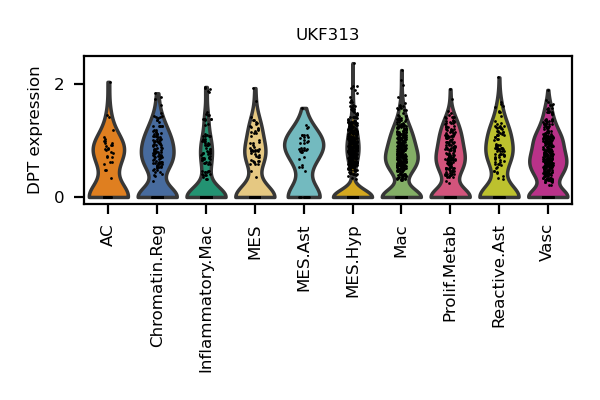 UKF313
DPT expression
2
0
AC
Chromatin.Reg
Inflammatory.Mac
MES
MES.Ast
MES.Hyp
Mac
Prolif.Metab
Reactive.Ast
Vasc